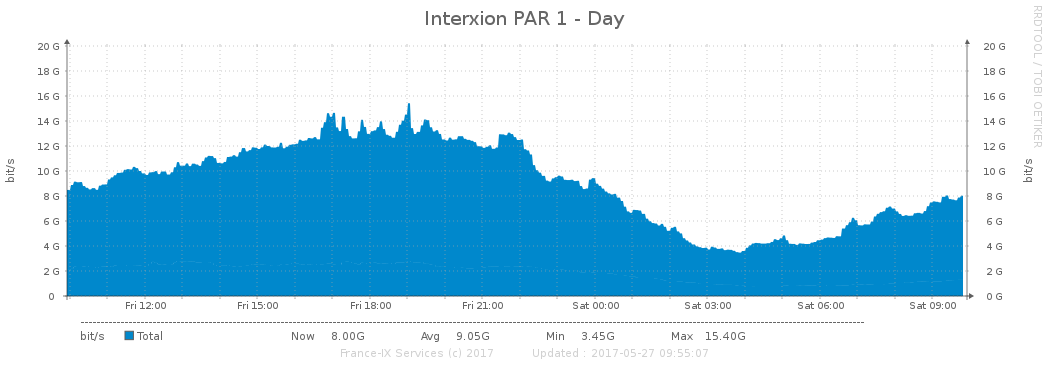 Interxion PAR 1 - Day
RRDTOOL / TOBI OETIKER
20 G 20 G
18 G 18 G
16 G 16 G
14 G 14 G
12 G 12 G
10 G 10 G
8 G 8 G
6 G 6 G
4 G 4 G
2 G 2 G
0 0 G
bit/s
bit/s
Fri 12:00 Fri 15:00 Fri 18:00 Fri 21:00 Sat 00:00 Sat 03:00 Sat 06:00 Sat 09:00
bit/s Total Now 8.00G Avg 9.05G Min 3.45G Max 15.40G
France-IX Services (c) 2017 Updated : 2017-05-27 09:55:07